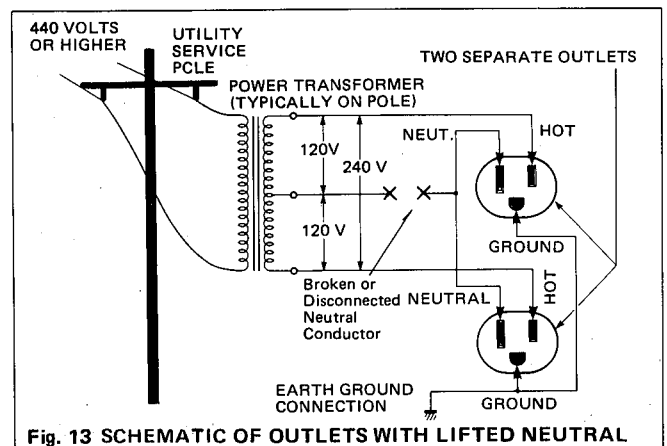 440 VOLTS
OR HIGHER
UTILITY
SERVICE
PCLE
TWO SEPARATE OUTLETS
POWER TRANSFORMER
(TYPICALLY ON POLE)
NEUT.
HOT
120V
240 V
120 V
GROUND
Broken or
Disconnected
Neutral
Conductor
NEUTRAL
HOT
EARTH GROUND
CONNECTION
GROUND
Fig. 13 SCHEMATIC OF OUTLETS WITH LIFTED NEUTRAL